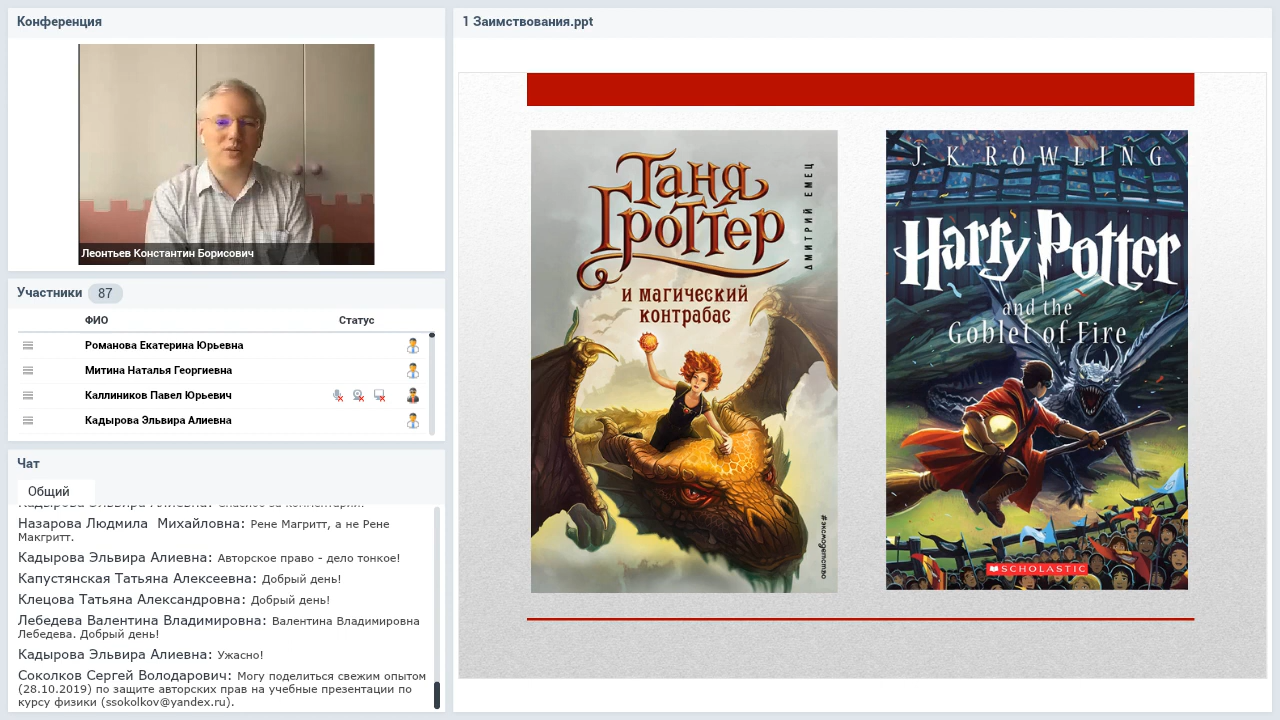 Конференция
Леонтьев Константин Борисович
Участники 87
ФИО Статус
Романова Екатерина Юрьевна
Митина Наталья Георгиевна
Каллиников Павел Юрьевич
Кадырова Эльвира Алиевна
Чат
Общий
Назарова Людмила Михайловна: Рене Магритт, а не Рене
Макгритт.
Кадырова Эльвира Алиевна: Авторское право - дело тонкое!
Капустянская Татьяна Алексеевна: Добрый день!
Клецова Татьяна Александровна: Добрый день!
Лебедева Валентина Владимировна: Валентина Владимировна
Лебедева. Добрый день!
Кадырова Эльвира Алиевна: Ужасно!
Соколков Сергей Володарович: Могу поделиться свежим опытом
(28.10.2019) по защите авторских прав на учебные презентации по
курсу физики (ssokolkov@yandex.ru).
1 Заимствования.ppt
Таня
Гроттер
ДМИТРИЙ ЕМЕЦ
и магический
контрабас
#эксмодетство
J. K. ROWLING
Harry Potter
and the
Goblet of Fire
SCHOLASTIC